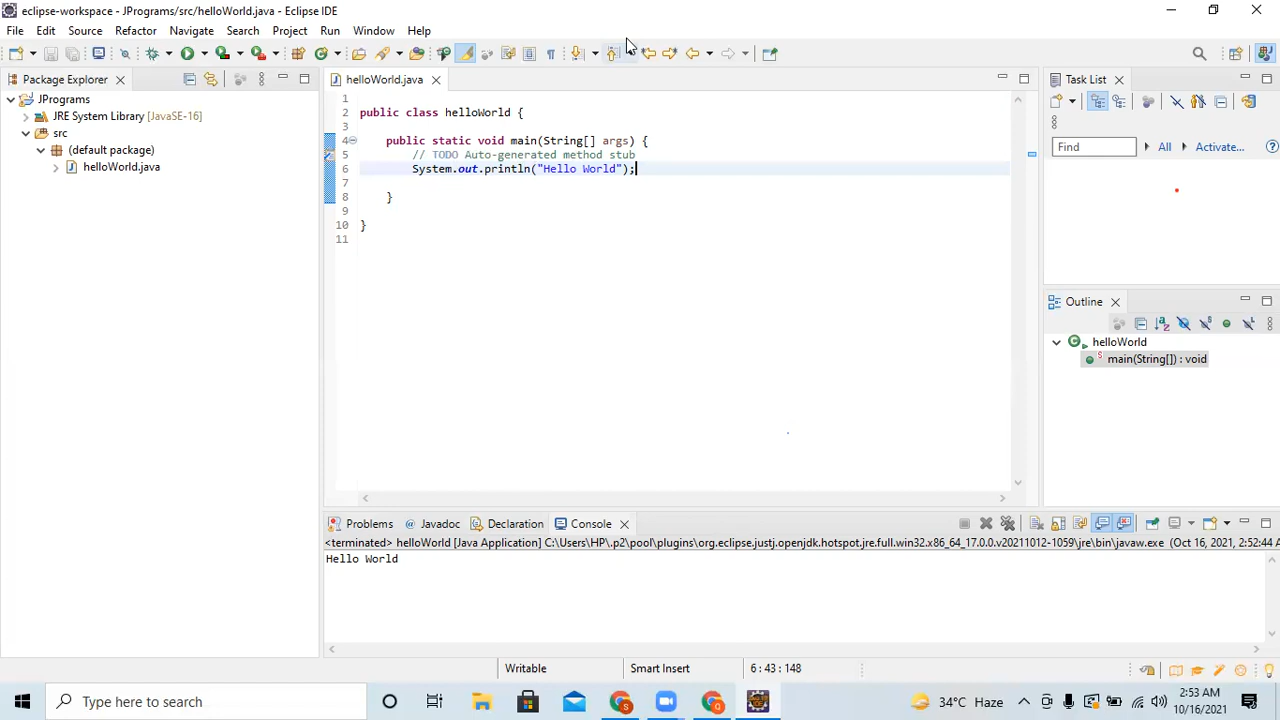 eclipse-workspace - JPrograms/src/helloWorld.java - Eclipse IDE
File Edit Source Refactor Navigate Search Project Run Window Help
Package Explorer
JPrograms
JRE System Library [JavaSE-16]
src
(default package)
helloWorld.java
helloWorld.java
1
2 public class helloWorld {
3
4 public static void main(String[] args) {
5 // TODO Auto-generated method stub
6 System.out.println("Hello World");
7
8 }
9
10 }
11
Task List
Find All Activate...
Outline
helloWorld
main(String[]) : void
Problems Javadoc Declaration Console
<terminated> helloWorld [Java Application] C:\Users\HP\.p2\pool\plugins\org.eclipse.justj.openjdk.hotspot.jre.full.win32.x86_64_17.0.0.v20211012-1059\jre\bin\javaw.exe (Oct 16, 2021, 2:52:44
Hello World
Writable Smart Insert 6 : 43 : 148
Type here to search
34°C Haze
2:53 AM
10/16/2021